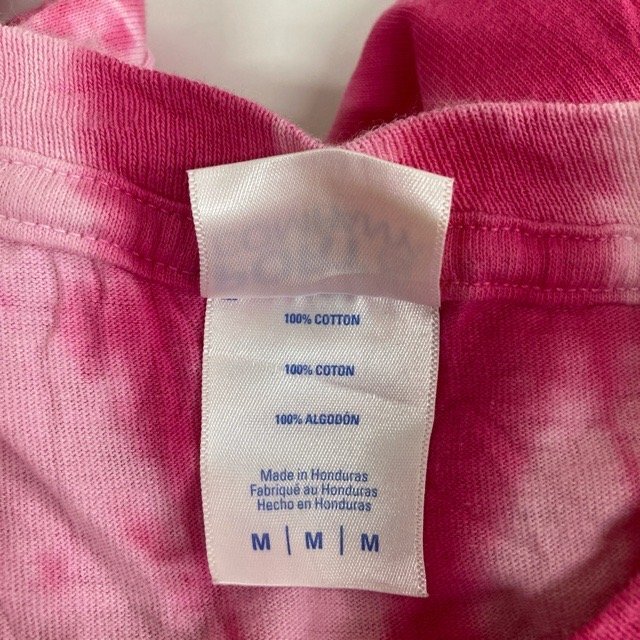 100% COTTON
100% COTON
100% ALGODÓN
Made in Honduras
Fabriqué au Honduras
Hecho en Honduras
M | M | M